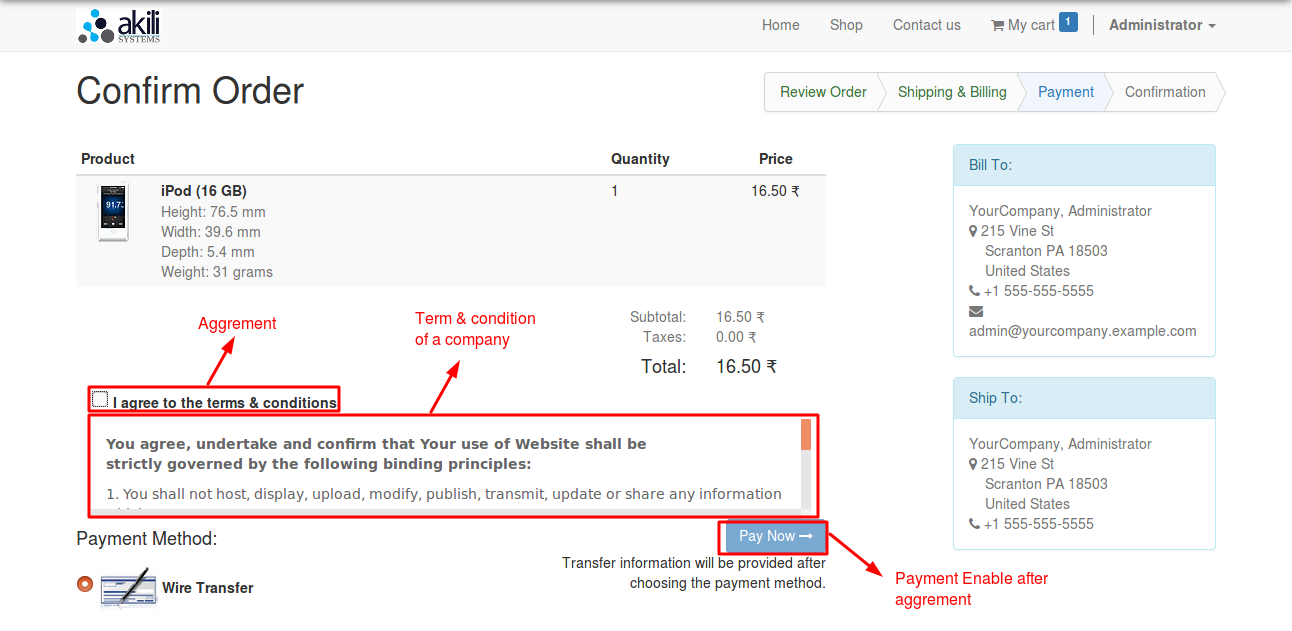 akili
SYSTEMS
Home Shop Contact us My cart 1 Administrator
Confirm Order
Review Order Shipping & Billing Payment Confirmation
Product Quantity Price
iPod (16 GB) 1 16.50 ₹
Height: 76.5 mm
Width: 39.6 mm
Depth: 5.4 mm
Weight: 31 grams
91.7
Subtotal: 16.50 ₹
Taxes: 0.00 ₹
Total: 16.50 ₹
Aggrement
Term & condition
of a company
I agree to the terms & conditions
You agree, undertake and confirm that Your use of Website shall be
strictly governed by the following binding principles:
1. You shall not host, display, upload, modify, publish, transmit, update or share any information
Payment Method:
Wire Transfer
Pay Now
Transfer information will be provided after
choosing the payment method.
Payment Enable after
aggrement
Bill To:
YourCompany, Administrator
215 Vine St
Scranton PA 18503
United States
+1 555-555-5555
admin@yourcompany.example.com
Ship To:
YourCompany, Administrator
215 Vine St
Scranton PA 18503
United States
+1 555-555-5555